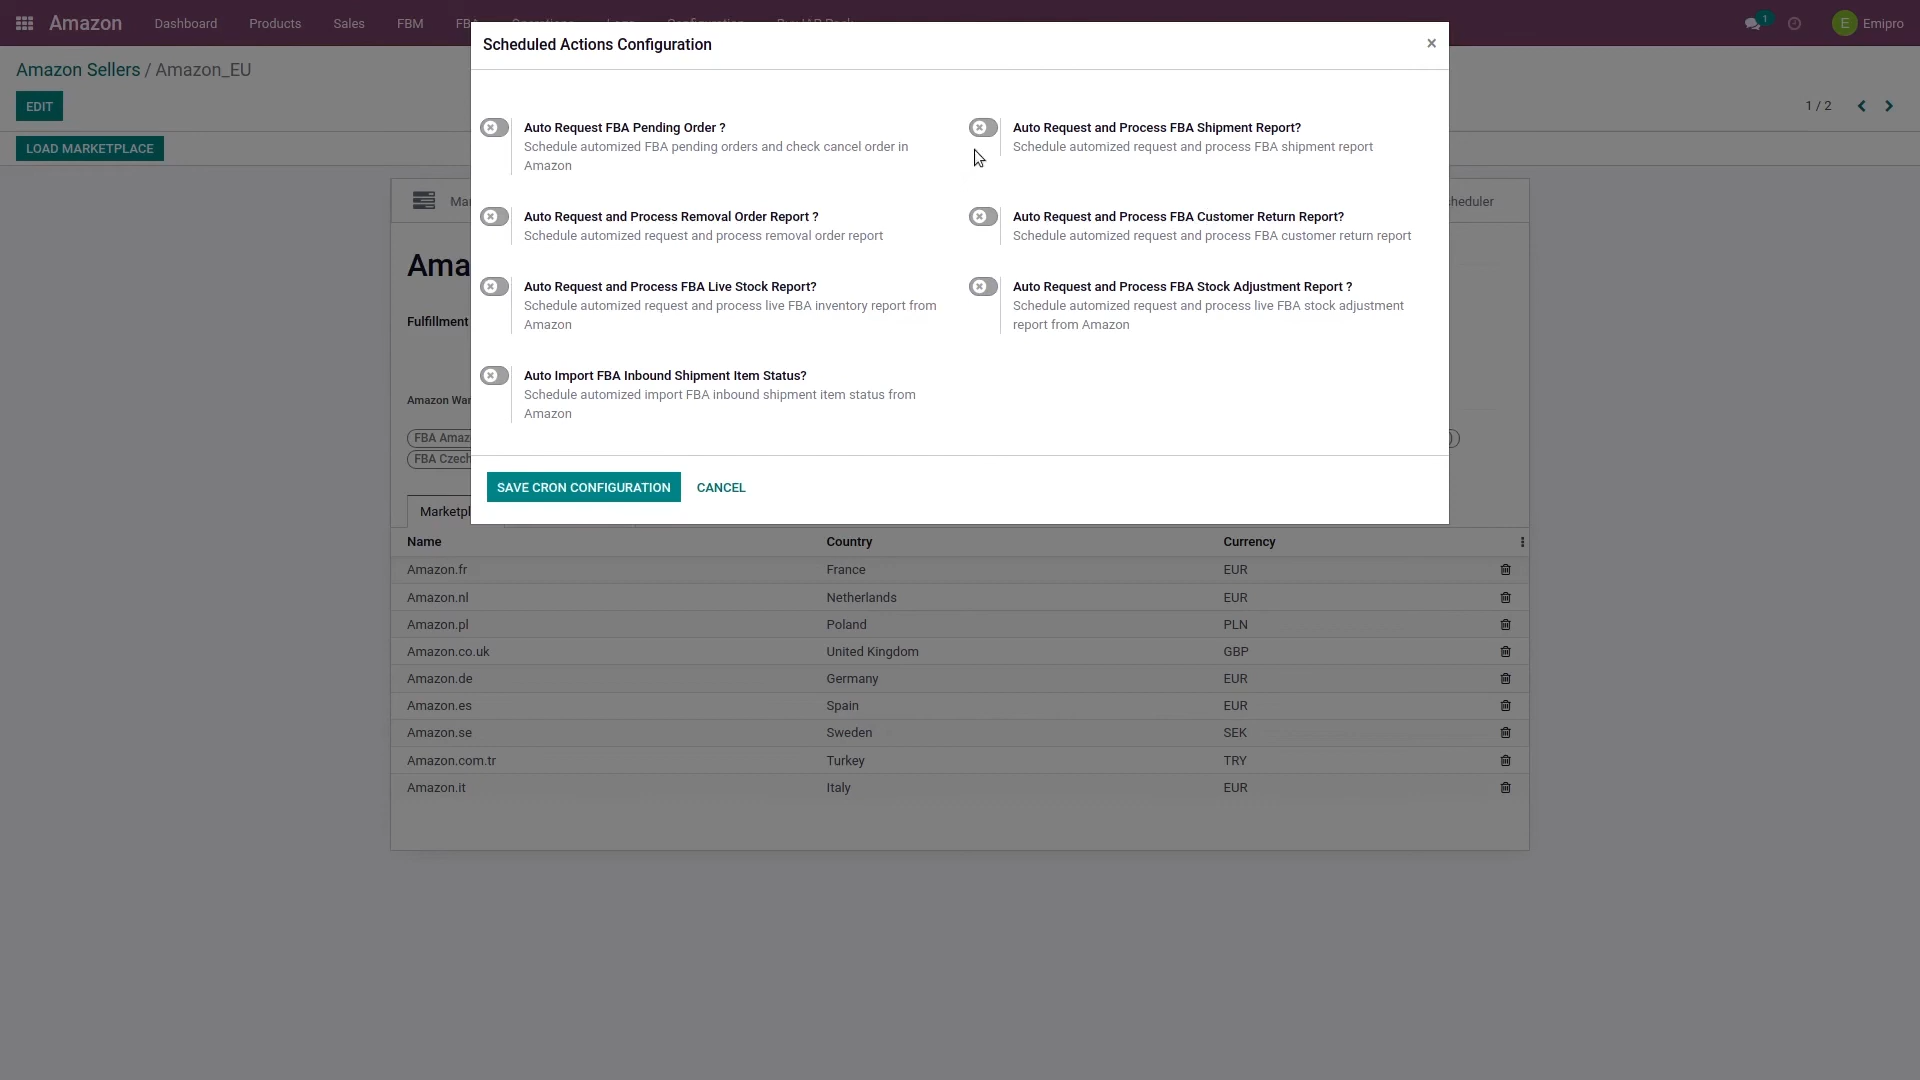 Amazon Dashboard Products Sales FBM 1 E Emipro
Scheduled Actions Configuration ×
Amazon Sellers / Amazon_EU
EDIT 1 / 2
LOAD MARKETPLACE
Auto Request FBA Pending Order ?
Schedule automized FBA pending orders and check cancel order in
Amazon
Auto Request and Process FBA Shipment Report?
Schedule automized request and process FBA shipment report
Auto Request and Process Removal Order Report ?
Schedule automized request and process removal order report
Auto Request and Process FBA Customer Return Report?
Schedule automized request and process FBA customer return report
Auto Request and Process FBA Live Stock Report?
Schedule automized request and process live FBA inventory report from
Amazon
Auto Request and Process FBA Stock Adjustment Report ?
Schedule automized request and process live FBA stock adjustment
report from Amazon
Auto Import FBA Inbound Shipment Item Status?
Schedule automized import FBA inbound shipment item status from
Amazon
SAVE CRON CONFIGURATION CANCEL
Fulfillment
Amazon War
FBA Amaz
FBA Czech
Marketpl
Name Country Currency
Amazon.fr France EUR
Amazon.nl Netherlands EUR
Amazon.pl Poland PLN
Amazon.co.uk United Kingdom GBP
Amazon.de Germany EUR
Amazon.es Spain EUR
Amazon.se Sweden SEK
Amazon.com.tr Turkey TRY
Amazon.it Italy EUR